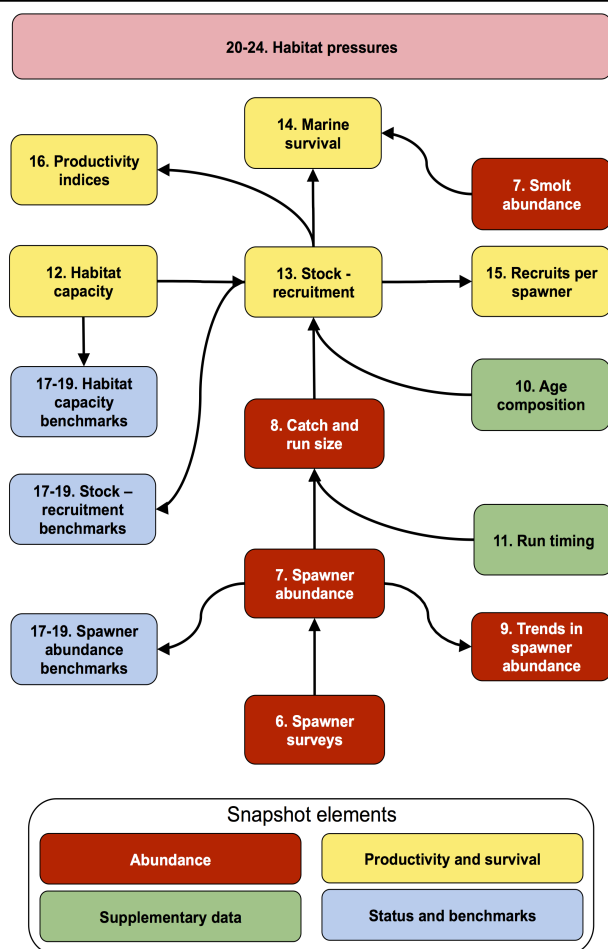 20-24. Habitat pressures
14. Marine
survival
16. Productivity
indices
7. Smolt
abundance
12. Habitat
capacity
13. Stock -
recruitment
15. Recruits per
spawner
17-19. Habitat
capacity
benchmarks
10. Age
composition
8. Catch and
run size
17-19. Stock –
recruitment
benchmarks
11. Run timing
7. Spawner
abundance
17-19. Spawner
abundance
benchmarks
9. Trends in
spawner
abundance
6. Spawner
surveys
Snapshot elements
Abundance
Productivity and survival
Supplementary data
Status and benchmarks